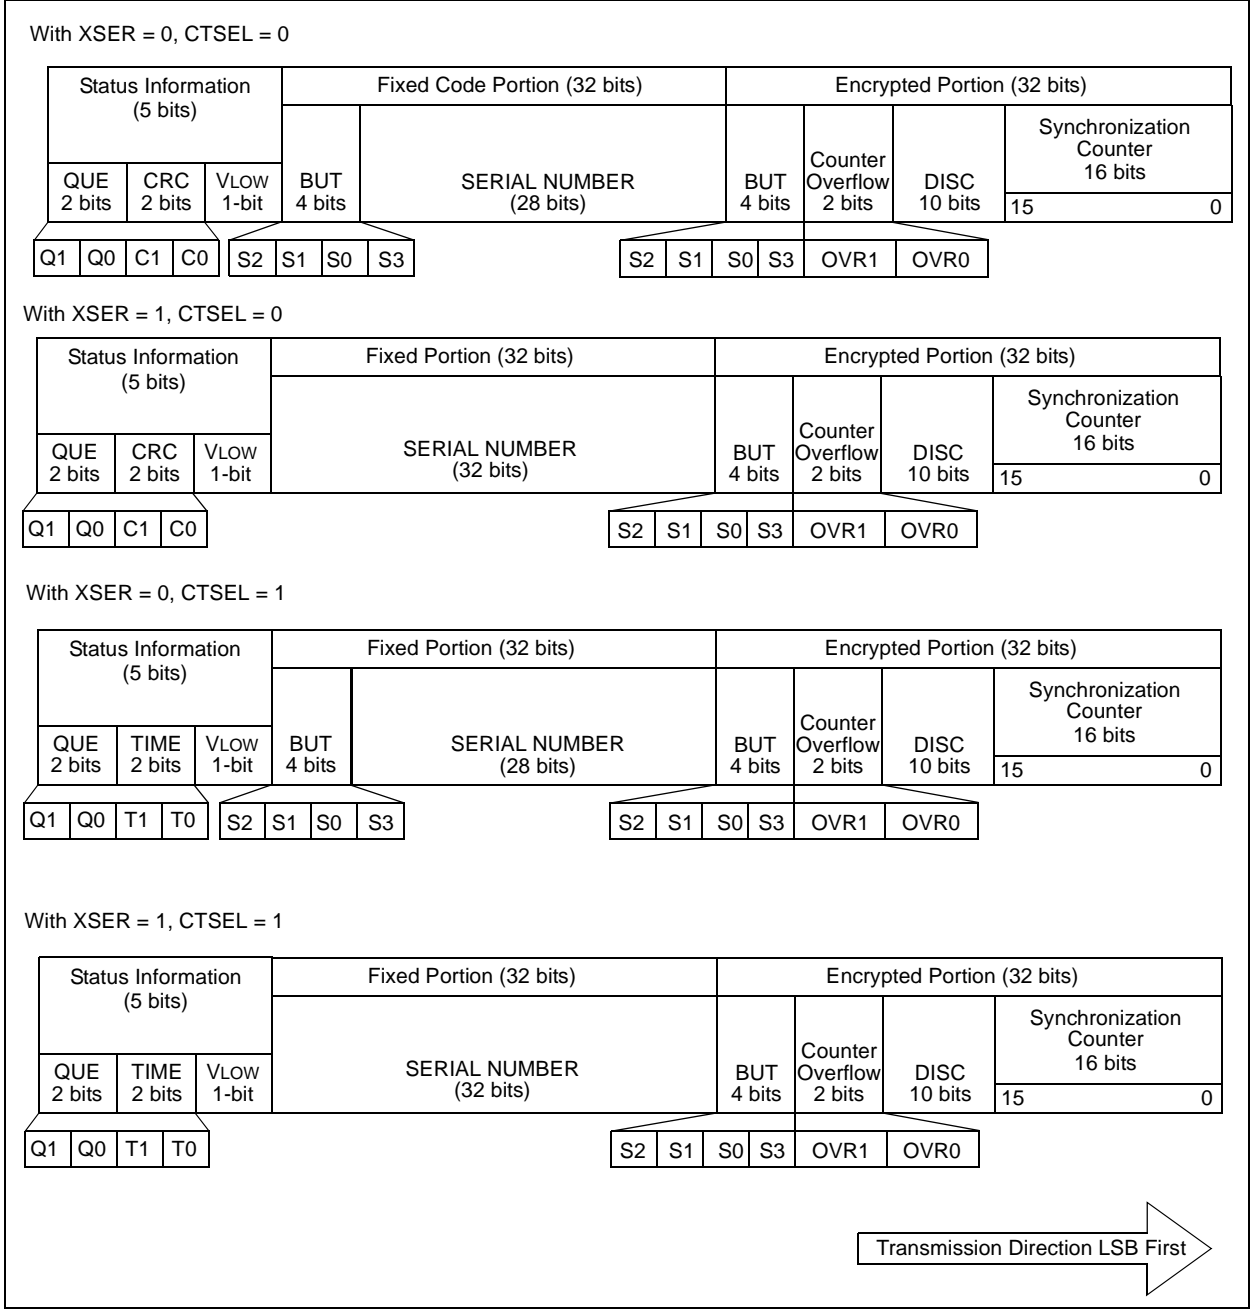 With XSER = 0, CTSEL = 0
Status Information
(5 bits)
Fixed Code Portion (32 bits)
Encrypted Portion (32 bits)
QUE
2 bits
CRC
2 bits
VLOW
1-bit
BUT
4 bits
SERIAL NUMBER
(28 bits)
BUT
4 bits
Counter
Overflow
2 bits
DISC
10 bits
Synchronization
Counter
16 bits
15 0
Q1 Q0 C1 C0
S2 S1 S0 S3
S2 S1 S0 S3 OVR1 OVR0
With XSER = 1, CTSEL = 0
Status Information
(5 bits)
Fixed Portion (32 bits)
Encrypted Portion (32 bits)
QUE
2 bits
CRC
2 bits
VLOW
1-bit
SERIAL NUMBER
(32 bits)
BUT
4 bits
Counter
Overflow
2 bits
DISC
10 bits
Synchronization
Counter
16 bits
15 0
Q1 Q0 C1 C0
S2 S1 S0 S3 OVR1 OVR0
With XSER = 0, CTSEL = 1
Status Information
(5 bits)
Fixed Portion (32 bits)
Encrypted Portion (32 bits)
QUE
2 bits
TIME
2 bits
VLOW
1-bit
BUT
4 bits
SERIAL NUMBER
(28 bits)
BUT
4 bits
Counter
Overflow
2 bits
DISC
10 bits
Synchronization
Counter
16 bits
15 0
Q1 Q0 T1 T0
S2 S1 S0 S3
S2 S1 S0 S3 OVR1 OVR0
With XSER = 1, CTSEL = 1
Status Information
(5 bits)
Fixed Portion (32 bits)
Encrypted Portion (32 bits)
QUE
2 bits
TIME
2 bits
VLOW
1-bit
SERIAL NUMBER
(32 bits)
BUT
4 bits
Counter
Overflow
2 bits
DISC
10 bits
Synchronization
Counter
16 bits
15 0
Q1 Q0 T1 T0
S2 S1 S0 S3 OVR1 OVR0
Transmission Direction LSB First